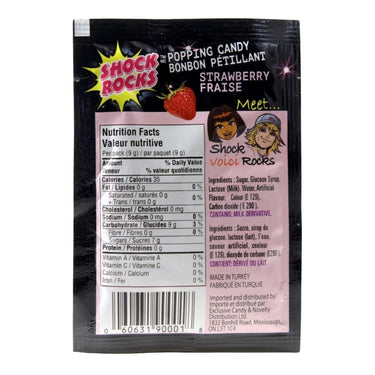 SHOCK
ROCKS
POPPING CANDY
BONBON PÉTILLANT
STRAWBERRY
FRAISE
Meet...
Shock
voici Rocks
Nutrition Facts
Valeur nutritive
Per pack (9 g) / par paquet (9 g)
Amount % Daily Value
Teneur % valeur quotidienne
Calories / Calories 35
Fat / Lipides 0 g 0 %
Saturated / saturés 0 g
+ Trans / trans 0 g 0 %
Cholesterol / Cholestérol 0 mg
Sodium / Sodium 0 mg 0 %
Carbohydrate / Glucides 9 g 3 %
Fibre / Fibres 0 g 0 %
Sugars / Sucres 7 g
Protein / Protéines 0 g
Vitamin A / Vitamine A 0 %
Vitamin C / Vitamine C 0 %
Calcium / Calcium 0 %
Iron / Fer 0 %
Ingredients : Sugar, Glucose Syrup,
Lactose (Milk), Water, Artificial
Flavour, Colour (E 129),
Carbon dioxide (E 290).
CONTAINS: MILK DERIVATIVE.
Ingrédients : Sucre, sirop de
glucose, lactose (lait), l'eau,
saveur artificiel, couleur
(E 129), dioxyde de carbone (E290).
CONTIENT: DÉRIVÉ DU LAIT.
MADE IN TURKEY
FABRIQUÉ EN TURQUIE
Imported and distributed by
Importé et distribué par:
Exclusive Candy & Novelty
Distribution Ltd.
1832 Bonhill Road, Mississauga,
ON L5T 1C4
0 60631 90001 8